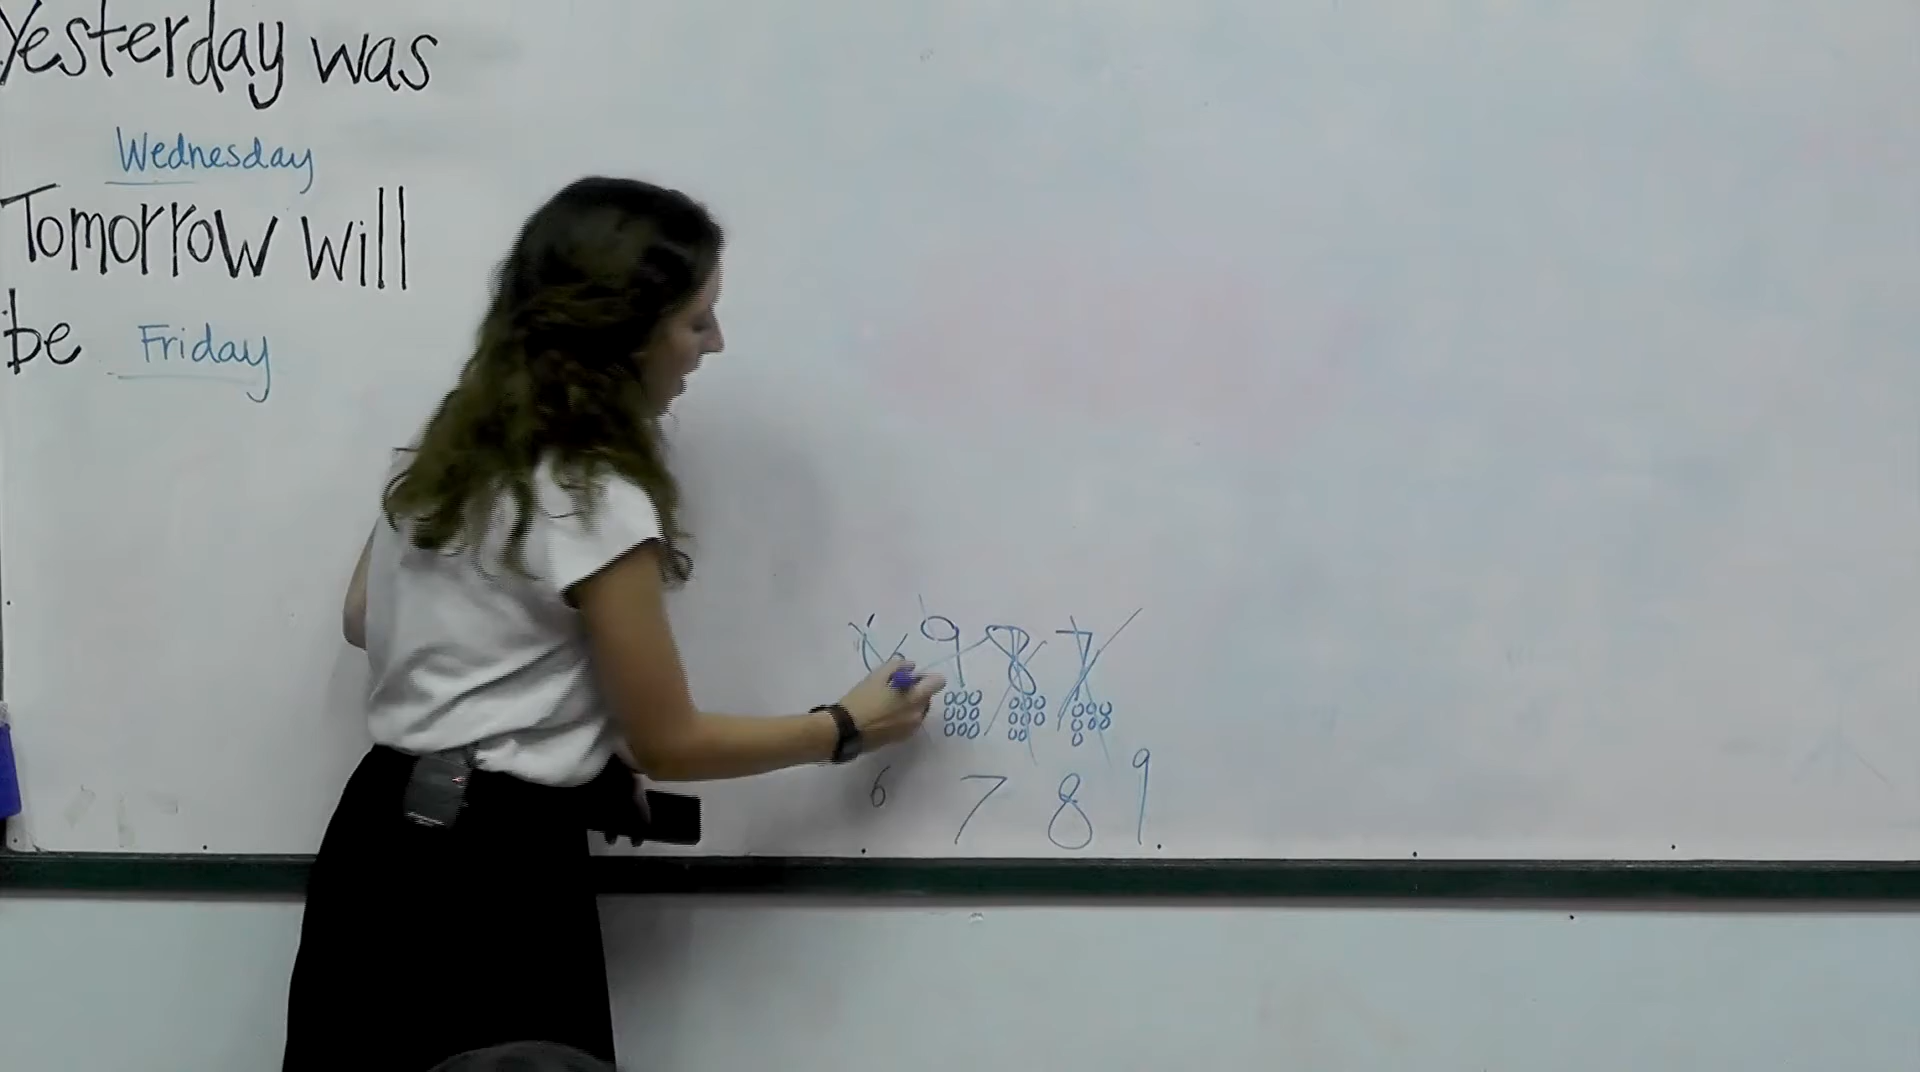 Yesterday was
Wednesday
Tomorrow will
be Friday
6 9 8 7
6 7 8 9